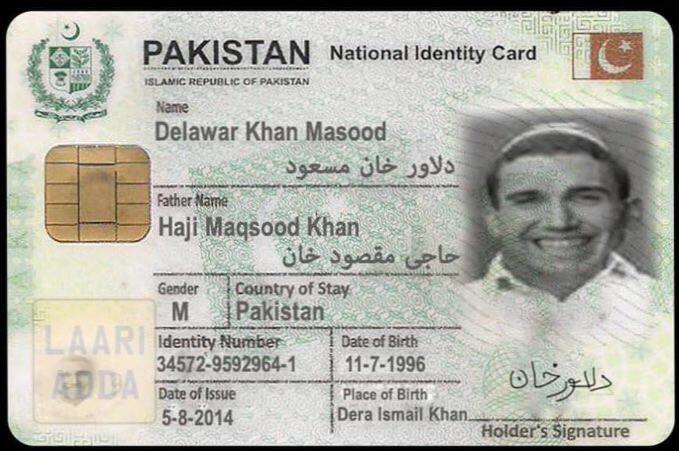 PAKISTAN National Identity Card
ISLAMIC REPUBLIC OF PAKISTAN
Name
Delawar Khan Masood
دلاور خان مسعود
Father Name
Haji Maqsood Khan
حاجی مقصود خان
Gender Country of Stay
M Pakistan
Identity Number Date of Birth
34572-9592964-1 11-7-1996
Date of Issue Place of Birth
5-8-2014 Dera Ismail Khan
LAARI
ADDA
دلاور خان
Holder's Signature